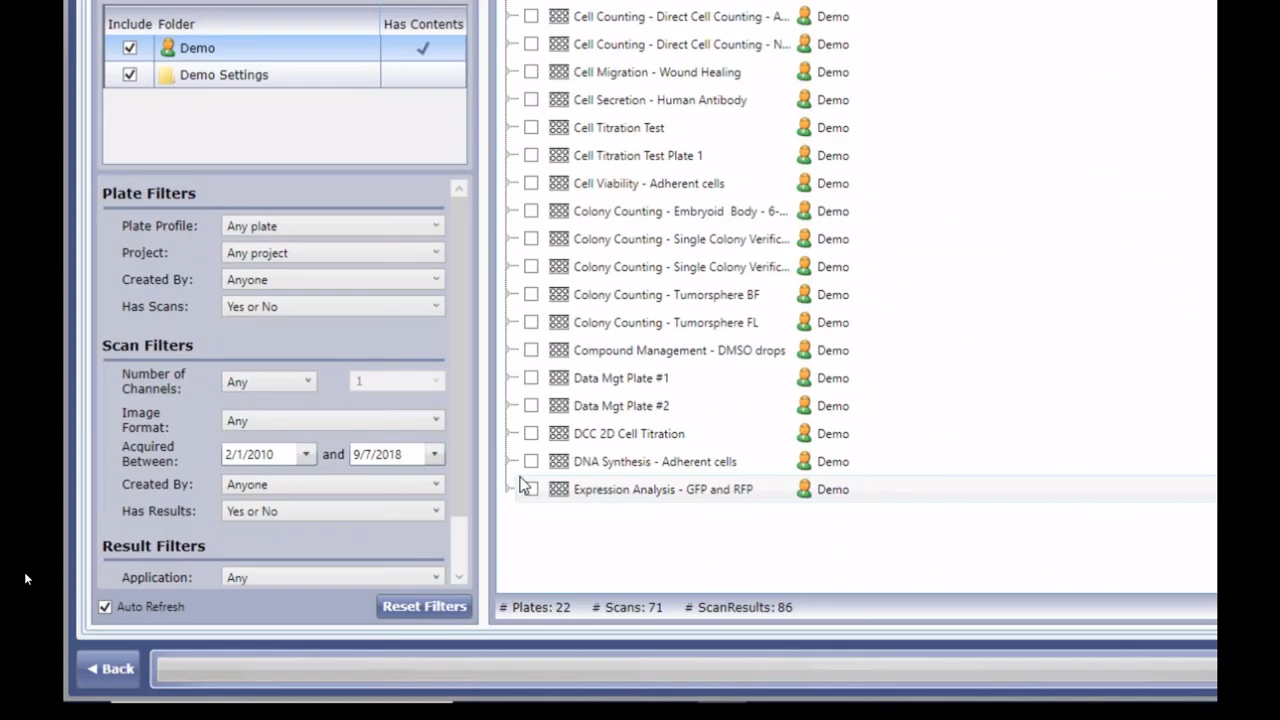 Include Folder Has Contents
Demo
Demo Settings
Plate Filters
Plate Profile: Any plate
Project: Any project
Created By: Anyone
Has Scans: Yes or No
Scan Filters
Number of
Channels: Any 1
Image
Format: Any
Acquired
Between: 2/1/2010 and 9/7/2018
Created By: Anyone
Has Results: Yes or No
Result Filters
Application: Any
Auto Refresh Reset Filters
Cell Counting - Direct Cell Counting - A... Demo
Cell Counting - Direct Cell Counting - N... Demo
Cell Migration - Wound Healing Demo
Cell Secretion - Human Antibody Demo
Cell Titration Test Demo
Cell Titration Test Plate 1 Demo
Cell Viability - Adherent cells Demo
Colony Counting - Embryoid Body - 6-... Demo
Colony Counting - Single Colony Verific... Demo
Colony Counting - Single Colony Verific... Demo
Colony Counting - Tumorsphere BF Demo
Colony Counting - Tumorsphere FL Demo
Compound Management - DMSO drops Demo
Data Mgt Plate #1 Demo
Data Mgt Plate #2 Demo
DCC 2D Cell Titration Demo
DNA Synthesis - Adherent cells Demo
Expression Analysis - GFP and RFP Demo
# Plates: 22 # Scans: 71 # ScanResults: 86
Back